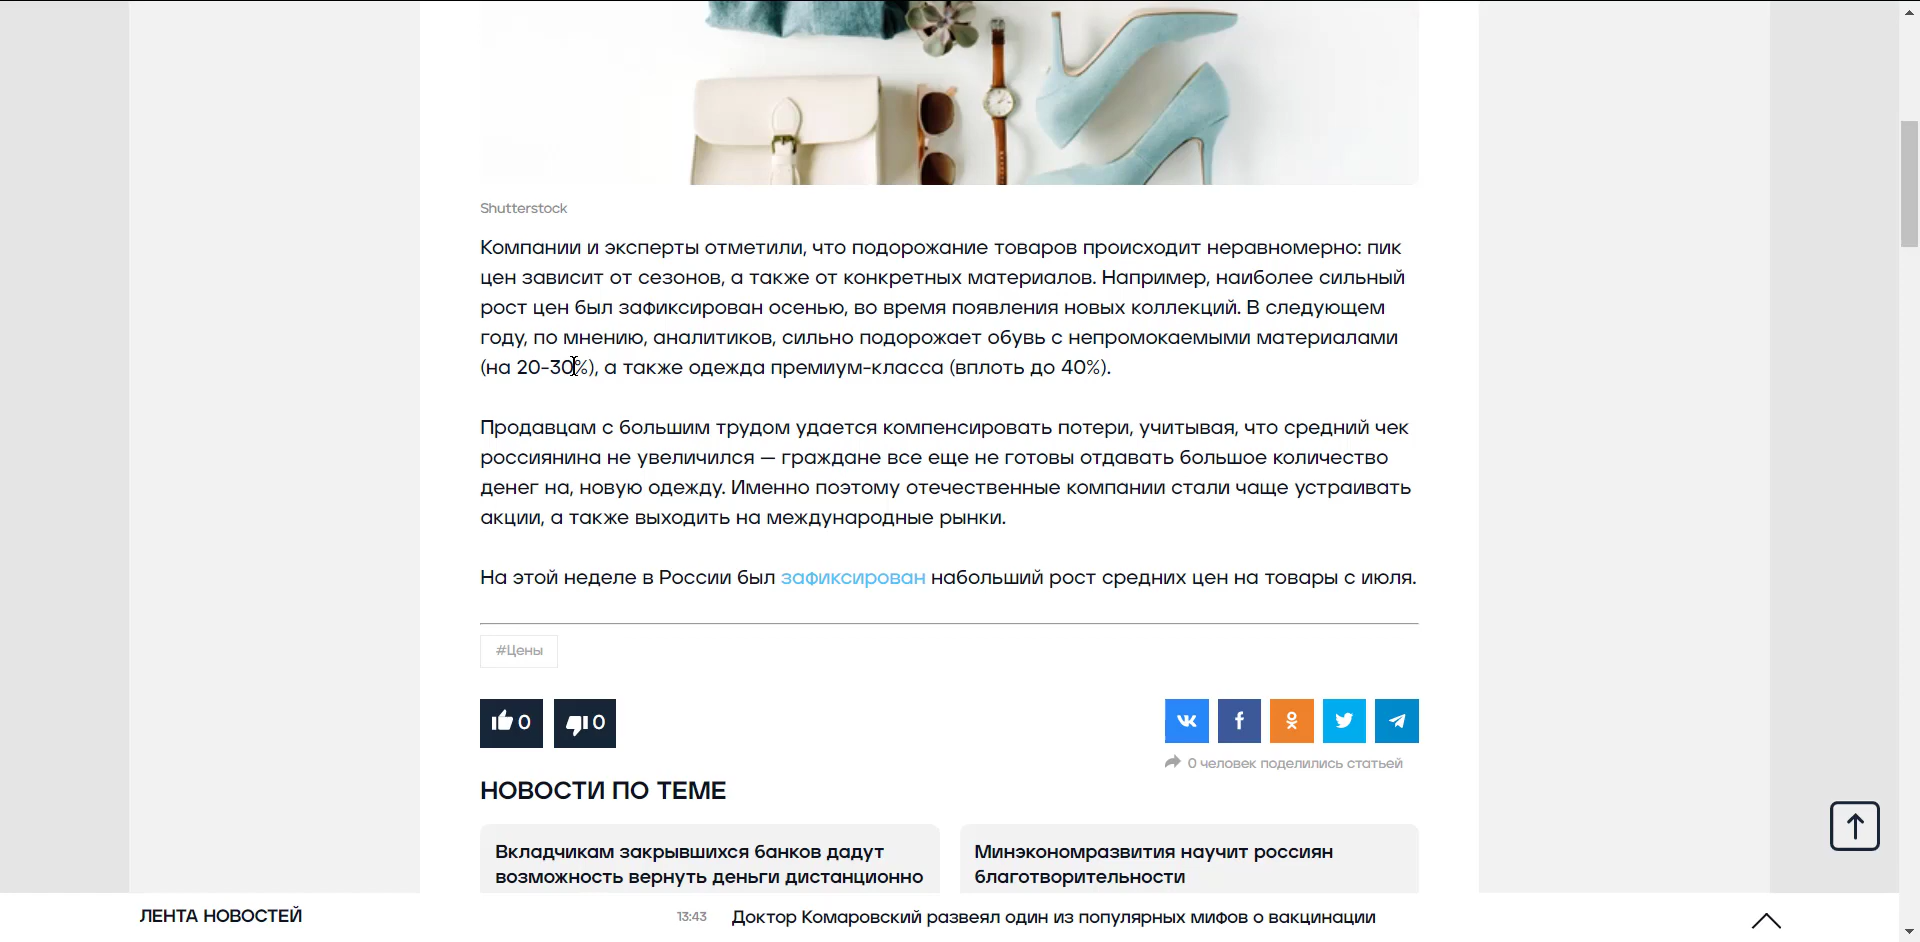 Shutterstock
Компании и эксперты отметили, что подорожание товаров происходит неравномерно: пик
цен зависит от сезонов, а также от конкретных материалов. Например, наиболее сильный
рост цен был зафиксирован осенью, во время появления новых коллекций. В следующем
году, по мнению, аналитиков, сильно подорожает обувь с непромокаемыми материалами
(на 20-30%), а также одежда премиум-класса (вплоть до 40%).
Продавцам с большим трудом удается компенсировать потери, учитывая, что средний чек
россиянина не увеличился — граждане все еще не готовы отдавать большое количество
денег на, новую одежду. Именно поэтому отечественные компании стали чаще устраивать
акции, а также выходить на международные рынки.
На этой неделе в России был зафиксирован набольший рост средних цен на товары с июля.
#Цены
0 0
0 человек поделились статьей
НОВОСТИ ПО ТЕМЕ
Вкладчикам закрывшихся банков дадут
возможность вернуть деньги дистанционно
Минэкономразвития научит россиян
благотворительности
ЛЕНТА НОВОСТЕЙ
13:43 Доктор Комаровский развеял один из популярных мифов о вакцинации